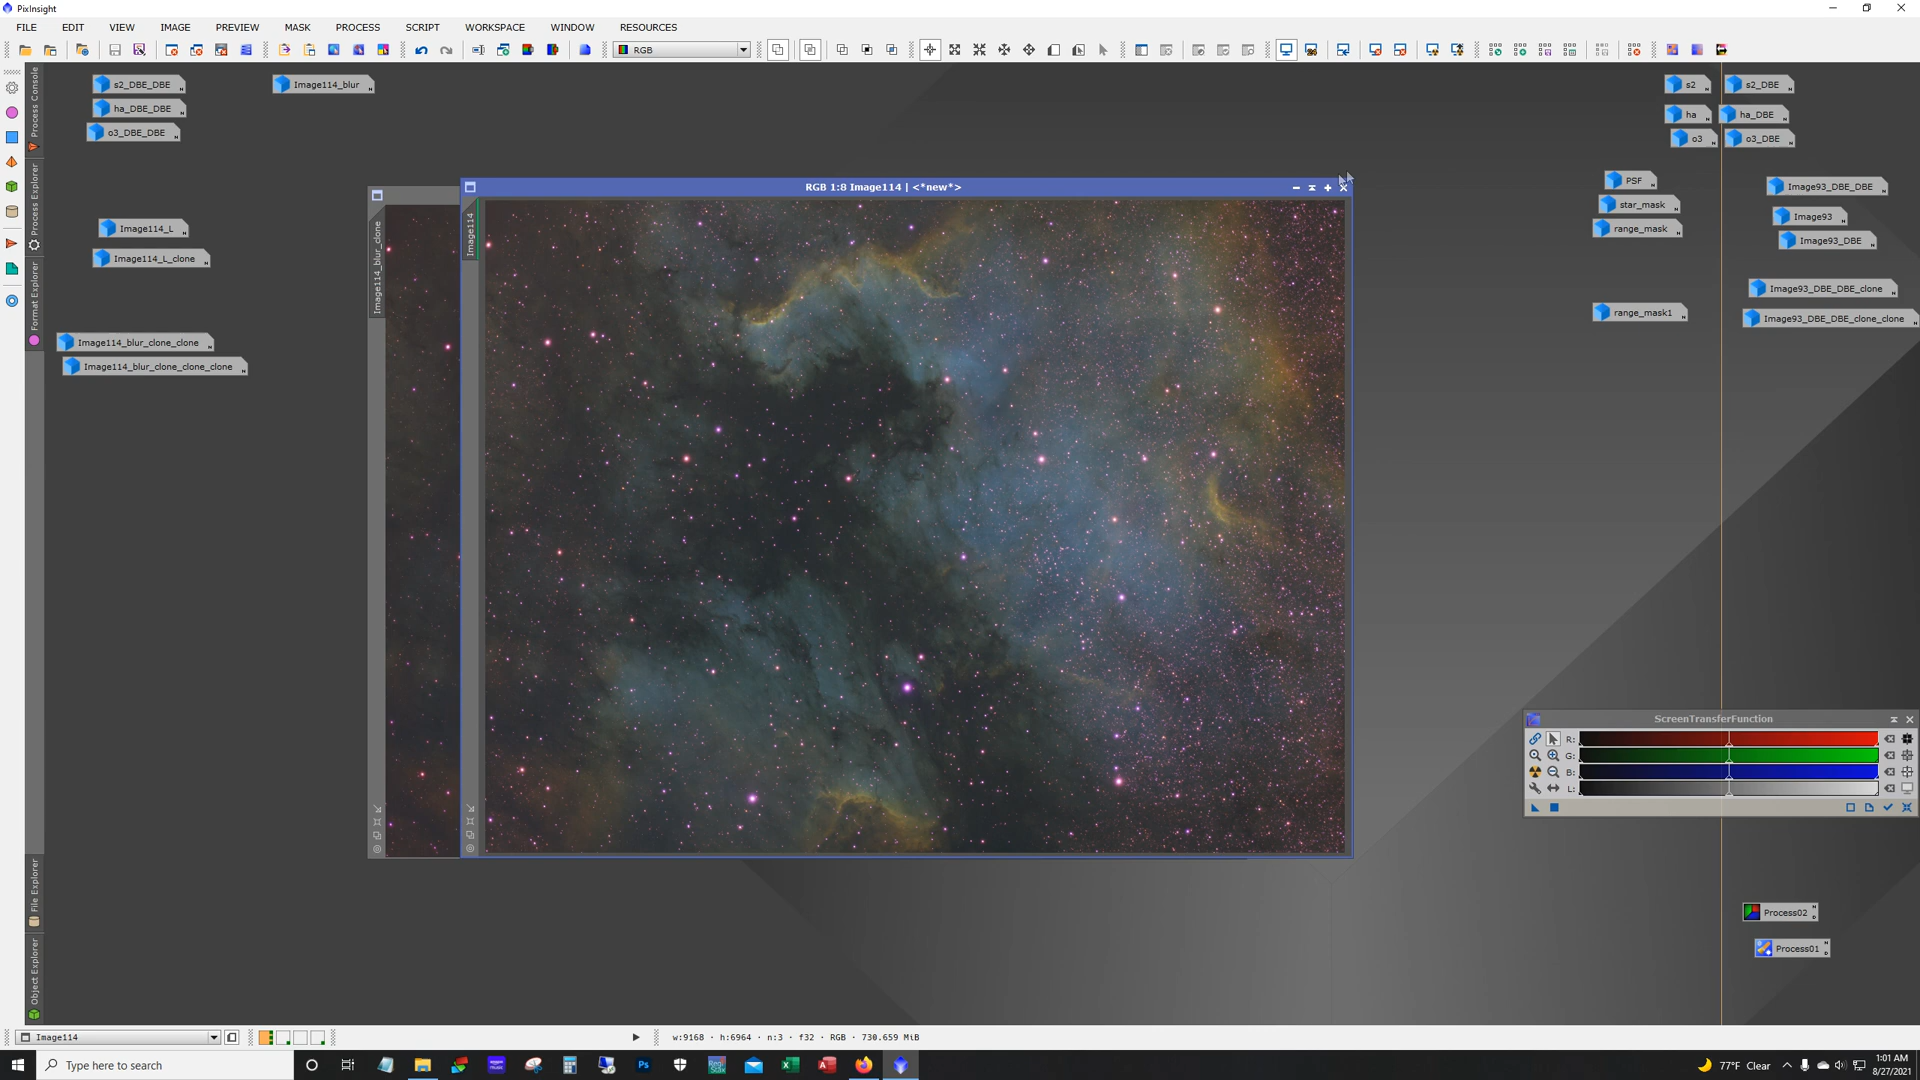 PixInsight
FILE EDIT VIEW IMAGE PREVIEW MASK PROCESS SCRIPT WORKSPACE WINDOW RESOURCES
RGB
Process Console
Process Explorer
Format Explorer
File Explorer
Object Explorer
s2_DBE_DBE
ha_DBE_DBE
o3_DBE_DBE
Image114_blur
Image114_L
Image114_L_clone
Image114_blur_clone_clone
Image114_blur_clone_clone_clone
Image114_blur_clone
RGB 1:8 Image114 | <*new*>
Image114
s2 s2_DBE
ha ha_DBE
o3 o3_DBE
PSF
star_mask
range_mask
range_mask1
Image93_DBE_DBE
Image93
Image93_DBE
Image93_DBE_DBE_clone
Image93_DBE_DBE_clone_clone
ScreenTransferFunction
R:
G:
B:
L:
Process02
Process01
Image114
w:9168 · h:6964 · n:3 · f32 · RGB · 730.659 MiB
Type here to search
77°F Clear
1:01 AM
8/27/2021